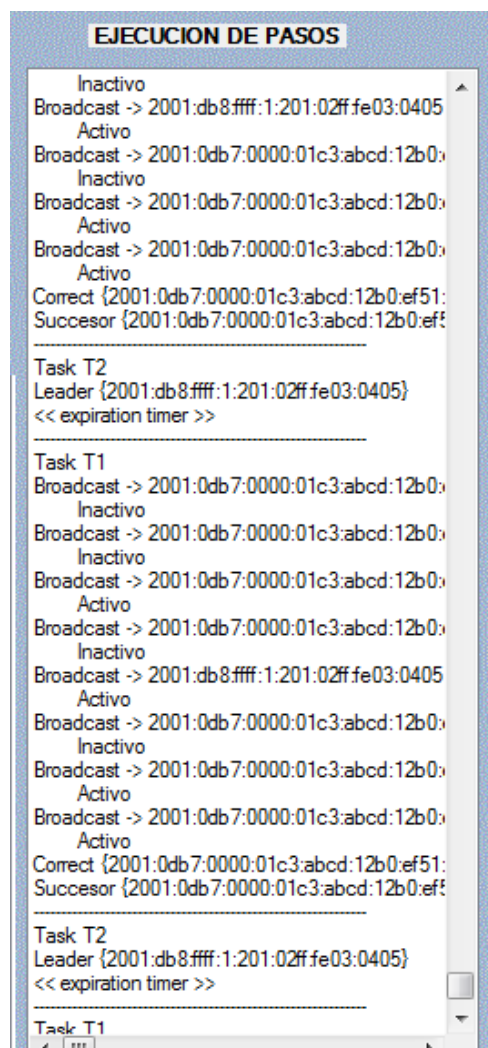 EJECUCION DE PASOS
Inactivo
Broadcast -> 2001:db8:ffff:1:201:02ff:fe03:0405
Activo
Broadcast -> 2001:0db7:0000:01c3:abcd:12b0:
Inactivo
Broadcast -> 2001:0db7:0000:01c3:abcd:12b0:
Activo
Broadcast -> 2001:0db7:0000:01c3:abcd:12b0:
Activo
Correct {2001:0db7:0000:01c3:abcd:12b0:ef51:
Succesor {2001:0db7:0000:01c3:abcd:12b0:ef5
------------------------------------------------------------
Task T2
Leader {2001:db8:ffff:1:201:02ff:fe03:0405}
<< expiration timer >>
------------------------------------------------------------
Task T1
Broadcast -> 2001:0db7:0000:01c3:abcd:12b0:
Inactivo
Broadcast -> 2001:0db7:0000:01c3:abcd:12b0:
Inactivo
Broadcast -> 2001:0db7:0000:01c3:abcd:12b0:
Activo
Broadcast -> 2001:0db7:0000:01c3:abcd:12b0:
Inactivo
Broadcast -> 2001:db8:ffff:1:201:02ff:fe03:0405
Activo
Broadcast -> 2001:0db7:0000:01c3:abcd:12b0:
Inactivo
Broadcast -> 2001:0db7:0000:01c3:abcd:12b0:
Activo
Broadcast -> 2001:0db7:0000:01c3:abcd:12b0:
Activo
Correct {2001:0db7:0000:01c3:abcd:12b0:ef51:
Succesor {2001:0db7:0000:01c3:abcd:12b0:ef5
------------------------------------------------------------
Task T2
Leader {2001:db8:ffff:1:201:02ff:fe03:0405}
<< expiration timer >>
------------------------------------------------------------
Task T1